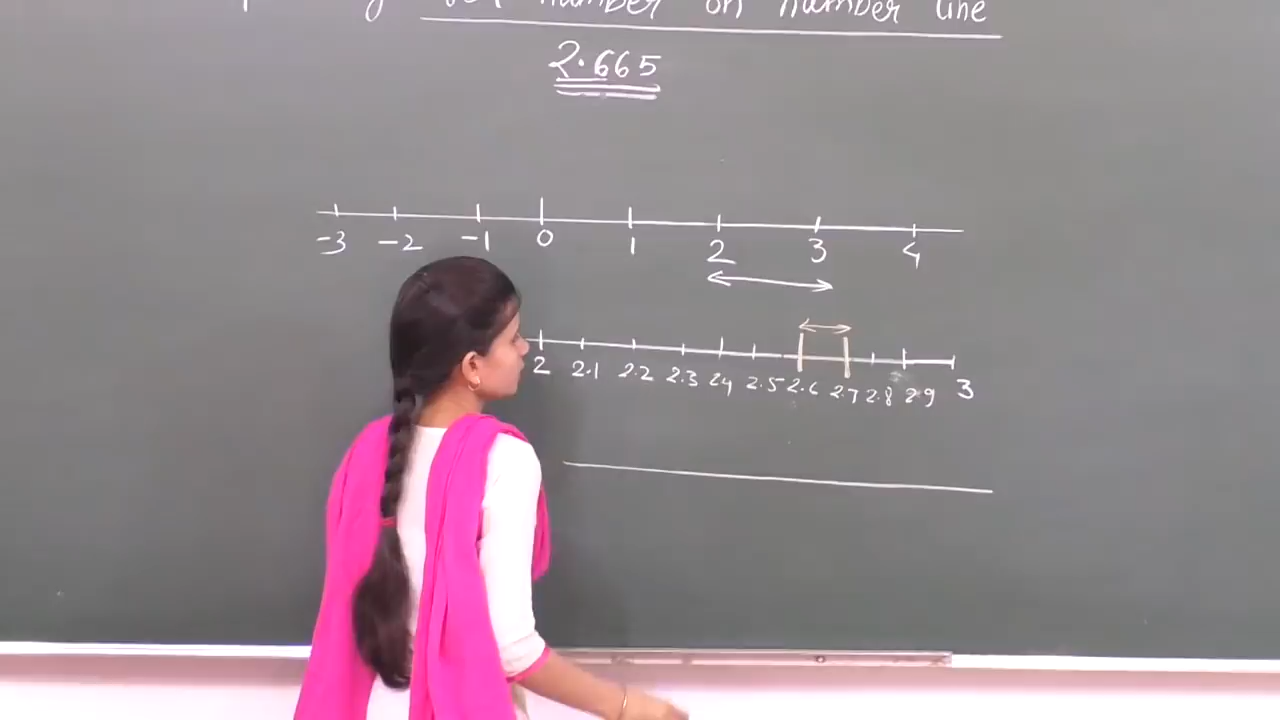 number on number line
2.665
-3 -2 -1 0 1 2 3 4
2 2.1 2.2 2.3 2.4 2.5 2.6 2.7 2.8 2.9 3